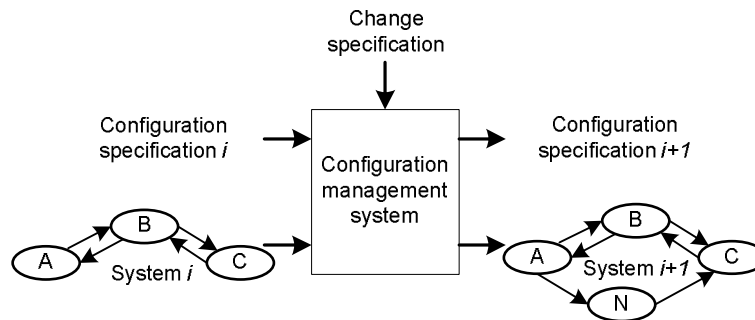 Change
specification
Configuration
specification i
Configuration
management
system
Configuration
specification i+1
B
A
C
System i
B
A
C
System i+1
N